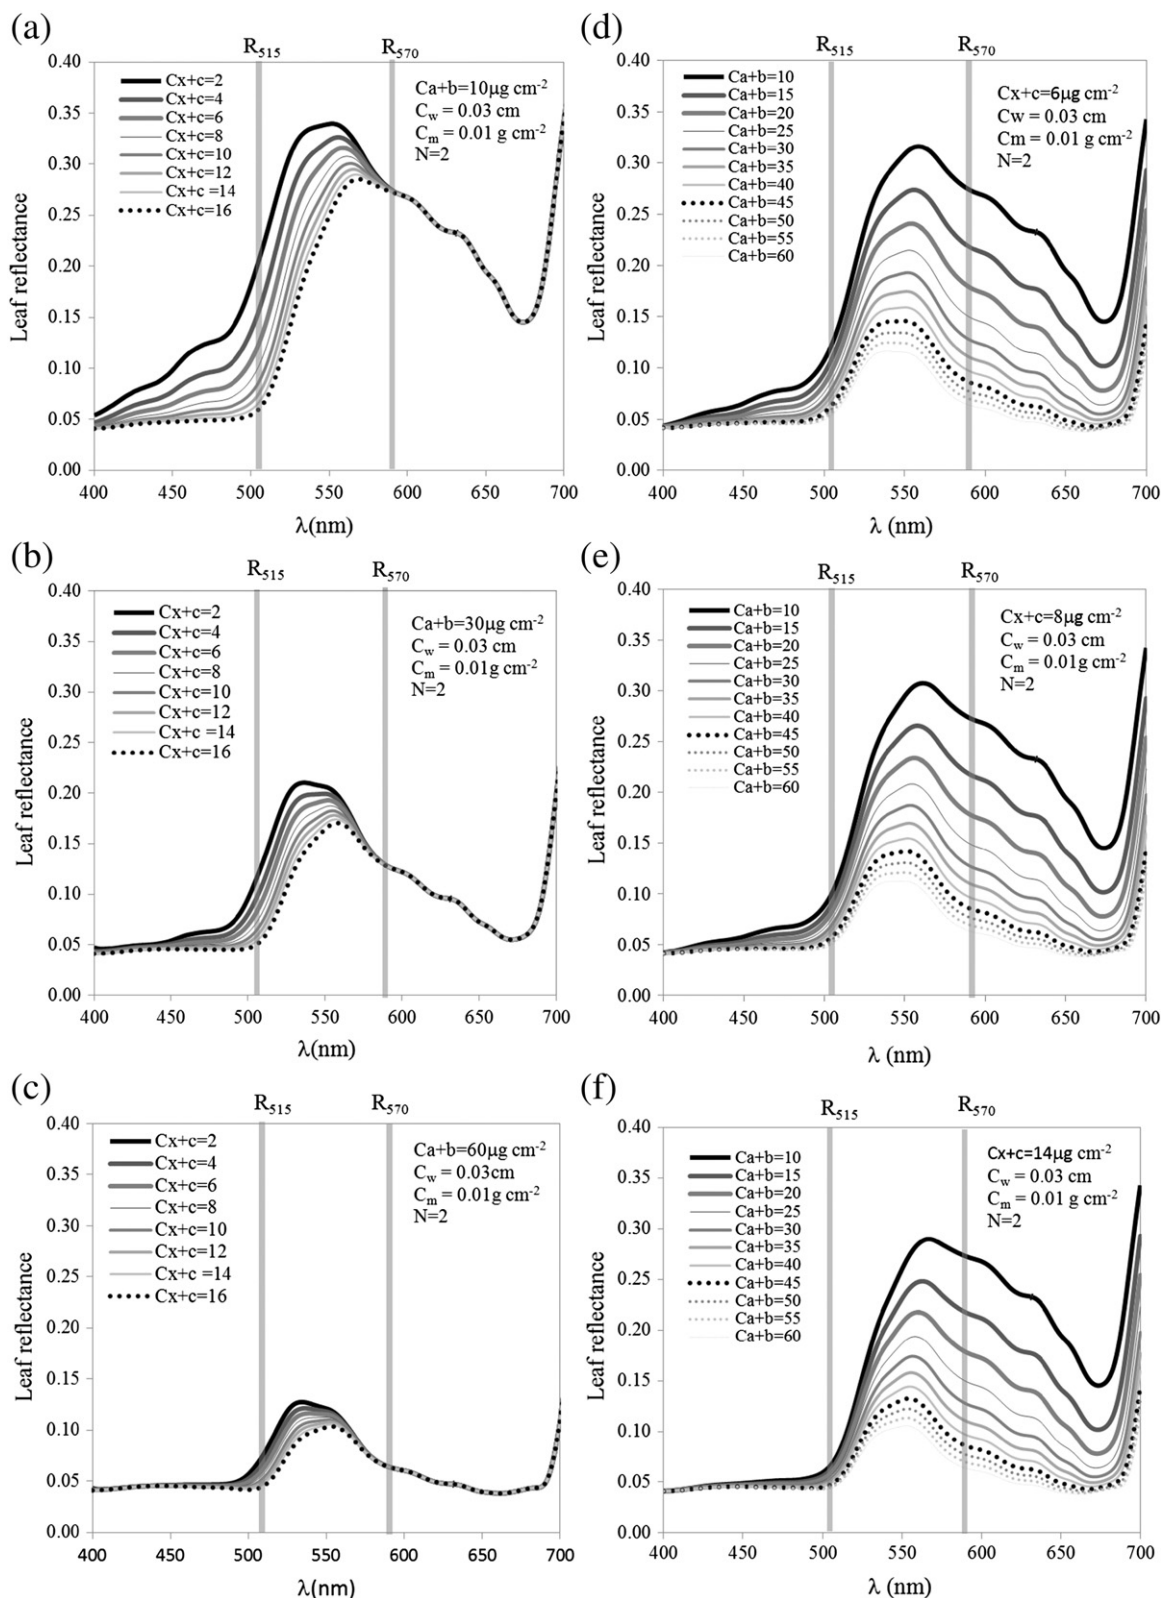 (a)
R515
R570
0.40
0.35
0.30
0.25
0.20
0.15
0.10
0.05
0.00
Leaf reflectance
Cx+c=2
Cx+c=4
Cx+c=6
Cx+c=8
Cx+c=10
Cx+c=12
Cx+c =14
Cx+c=16
Ca+b=10µg cm-2
Cw = 0.03 cm
Cm = 0.01 g cm-2
N=2
400
450
500
550
600
650
700
λ(nm)
(d)
R515
R570
0.40
0.35
0.30
0.25
0.20
0.15
0.10
0.05
0.00
Leaf reflectance
Ca+b=10
Ca+b=15
Ca+b=20
Ca+b=25
Ca+b=30
Ca+b=35
Ca+b=40
Ca+b=45
Ca+b=50
Ca+b=55
Ca+b=60
Cx+c=6µg cm-2
Cw = 0.03 cm
Cm = 0.01 g cm-2
N=2
400
450
500
550
600
650
700
λ (nm)
(b)
R515
R570
0.40
0.35
0.30
0.25
0.20
0.15
0.10
0.05
0.00
Leaf reflectance
Cx+c=2
Cx+c=4
Cx+c=6
Cx+c=8
Cx+c=10
Cx+c=12
Cx+c =14
Cx+c=16
Ca+b=30µg cm-2
Cw = 0.03 cm
Cm = 0.01g cm-2
N=2
400
450
500
550
600
650
700
λ(nm)
(e)
R515
R570
0.40
0.35
0.30
0.25
0.20
0.15
0.10
0.05
0.00
Leaf reflectance
Ca+b=10
Ca+b=15
Ca+b=20
Ca+b=25
Ca+b=30
Ca+b=35
Ca+b=40
Ca+b=45
Ca+b=50
Ca+b=55
Ca+b=60
Cx+c=8µg cm-2
Cw = 0.03 cm
Cm = 0.01g cm-2
N=2
400
450
500
550
600
650
700
λ (nm)
(c)
R515
R570
0.40
0.35
0.30
0.25
0.20
0.15
0.10
0.05
0.00
Leaf reflectance
Cx+c=2
Cx+c=4
Cx+c=6
Cx+c=8
Cx+c=10
Cx+c=12
Cx+c =14
Cx+c=16
Ca+b=60µg cm-2
Cw = 0.03cm
Cm = 0.01g cm-2
N=2
400
450
500
550
600
650
700
λ(nm)
(f)
R515
R570
0.40
0.35
0.30
0.25
0.20
0.15
0.10
0.05
0.00
Leaf reflectance
Ca+b=10
Ca+b=15
Ca+b=20
Ca+b=25
Ca+b=30
Ca+b=35
Ca+b=40
Ca+b=45
Ca+b=50
Ca+b=55
Ca+b=60
Cx+c=14µg cm-2
Cw = 0.03 cm
Cm = 0.01 g cm-2
N=2
400
450
500
550
600
650
700
λ (nm)